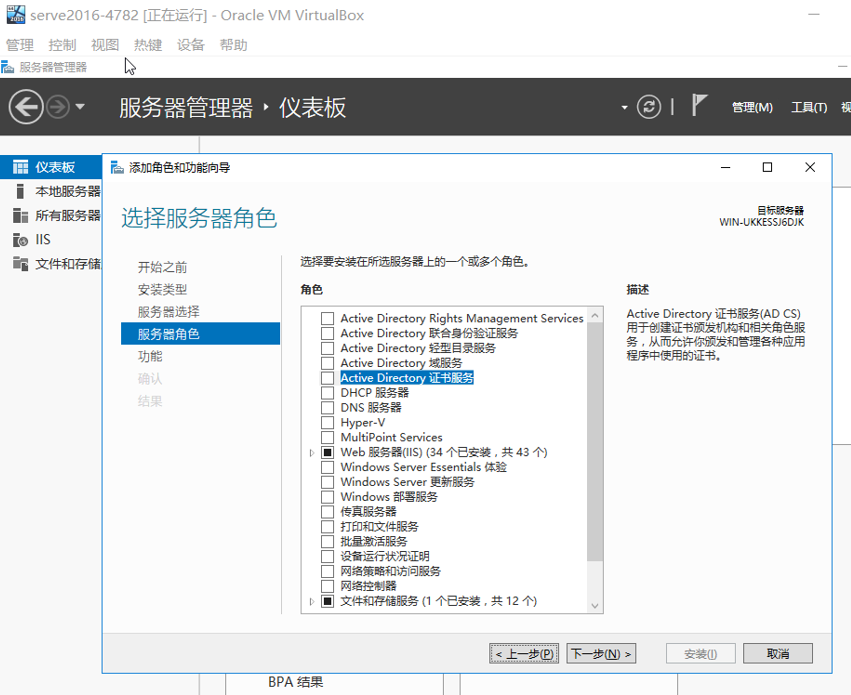 serve2016-4782 [正在运行] - Oracle VM VirtualBox
管理 控制 视图 热键 设备 帮助
服务器管理器
服务器管理器 ‣ 仪表板
管理(M) 工具(T) 视
仪表板
本地服务器
所有服务器
IIS
文件和存储
添加角色和功能向导
选择服务器角色
目标服务器
WIN-UKKESSJ6DJK
开始之前
安装类型
服务器选择
服务器角色
功能
确认
结果
选择要安装在所选服务器上的一个或多个角色。
角色
Active Directory Rights Management Services
Active Directory 联合身份验证服务
Active Directory 轻型目录服务
Active Directory 域服务
Active Directory 证书服务
DHCP 服务器
DNS 服务器
Hyper-V
MultiPoint Services
Web 服务器(IIS) (34 个已安装，共 43 个)
Windows Server Essentials 体验
Windows Server 更新服务
Windows 部署服务
传真服务器
打印和文件服务
批量激活服务
设备运行状况证明
网络策略和访问服务
网络控制器
文件和存储服务 (1 个已安装，共 12 个)
描述
Active Directory 证书服务(AD CS)
用于创建证书颁发机构和相关角色服
务，从而允许你颁发和管理各种应用
程序中使用的证书。
< 上一步(P) 下一步(N) > 安装(I) 取消
BPA 结果